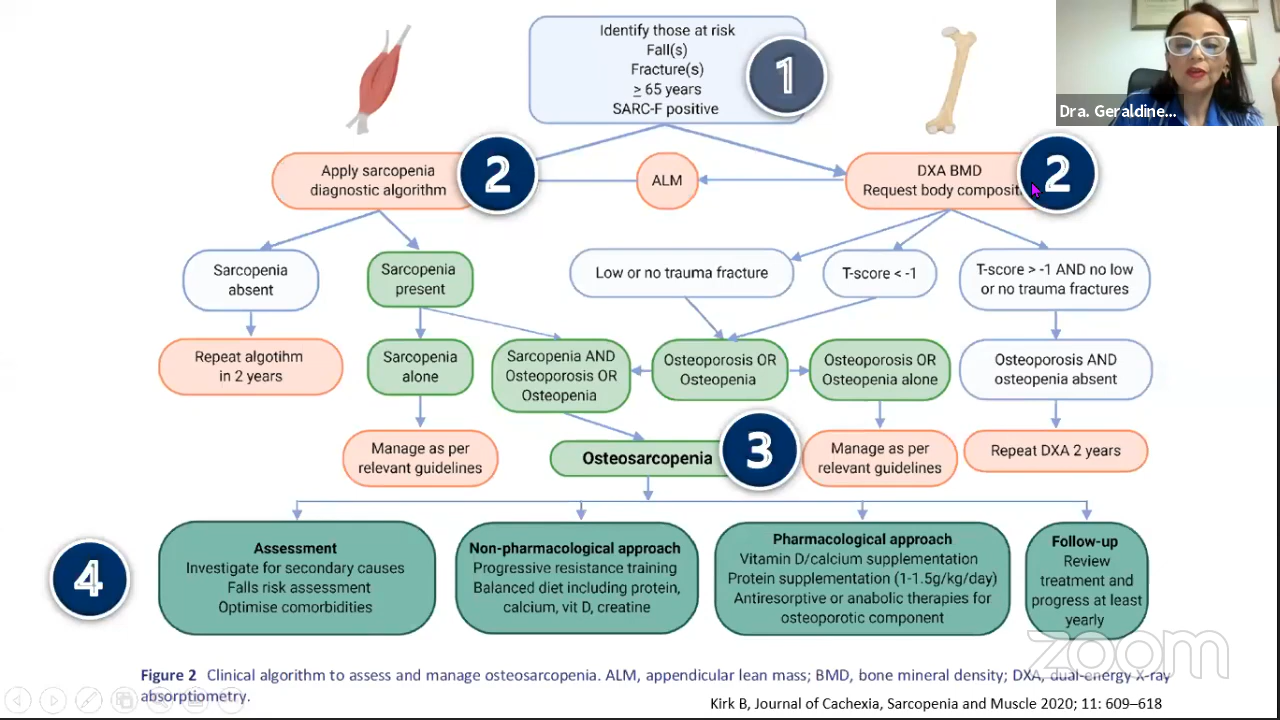 Identify those at risk
Fall(s)
Fracture(s)
≥ 65 years
SARC-F positive
1
Dra. Geraldine...
Apply sarcopenia
diagnostic algorithm
2
ALM
DXA BMD
Request body composit
2
Sarcopenia
absent
Sarcopenia
present
Low or no trauma fracture
T-score < -1
T-score > -1 AND no low
or no trauma fractures
Repeat algotihm
in 2 years
Sarcopenia
alone
Sarcopenia AND
Osteoporosis OR
Osteopenia
Osteoporosis OR
Osteopenia
Osteoporosis OR
Osteopenia alone
Osteoporosis AND
osteopenia absent
Manage as per
relevant guidelines
Osteosarcopenia
3
Manage as per
relevant guidelines
Repeat DXA 2 years
4
Assessment
Investigate for secondary causes
Falls risk assessment
Optimise comorbidities
Non-pharmacological approach
Progressive resistance training
Balanced diet including protein,
calcium, vit D, creatine
Pharmacological approach
Vitamin D/calcium supplementation
Protein supplementation (1-1.5g/kg/day)
Antiresorptive or anabolic therapies for
osteoporotic component
Follow-up
Review
treatment and
progress at least
yearly
zoom
Figure 2 Clinical algorithm to assess and manage osteosarcopenia. ALM, appendicular lean mass; BMD, bone mineral density; DXA, dual-energy X-ray
absorptiometry.
Kirk B, Journal of Cachexia, Sarcopenia and Muscle 2020; 11: 609–618